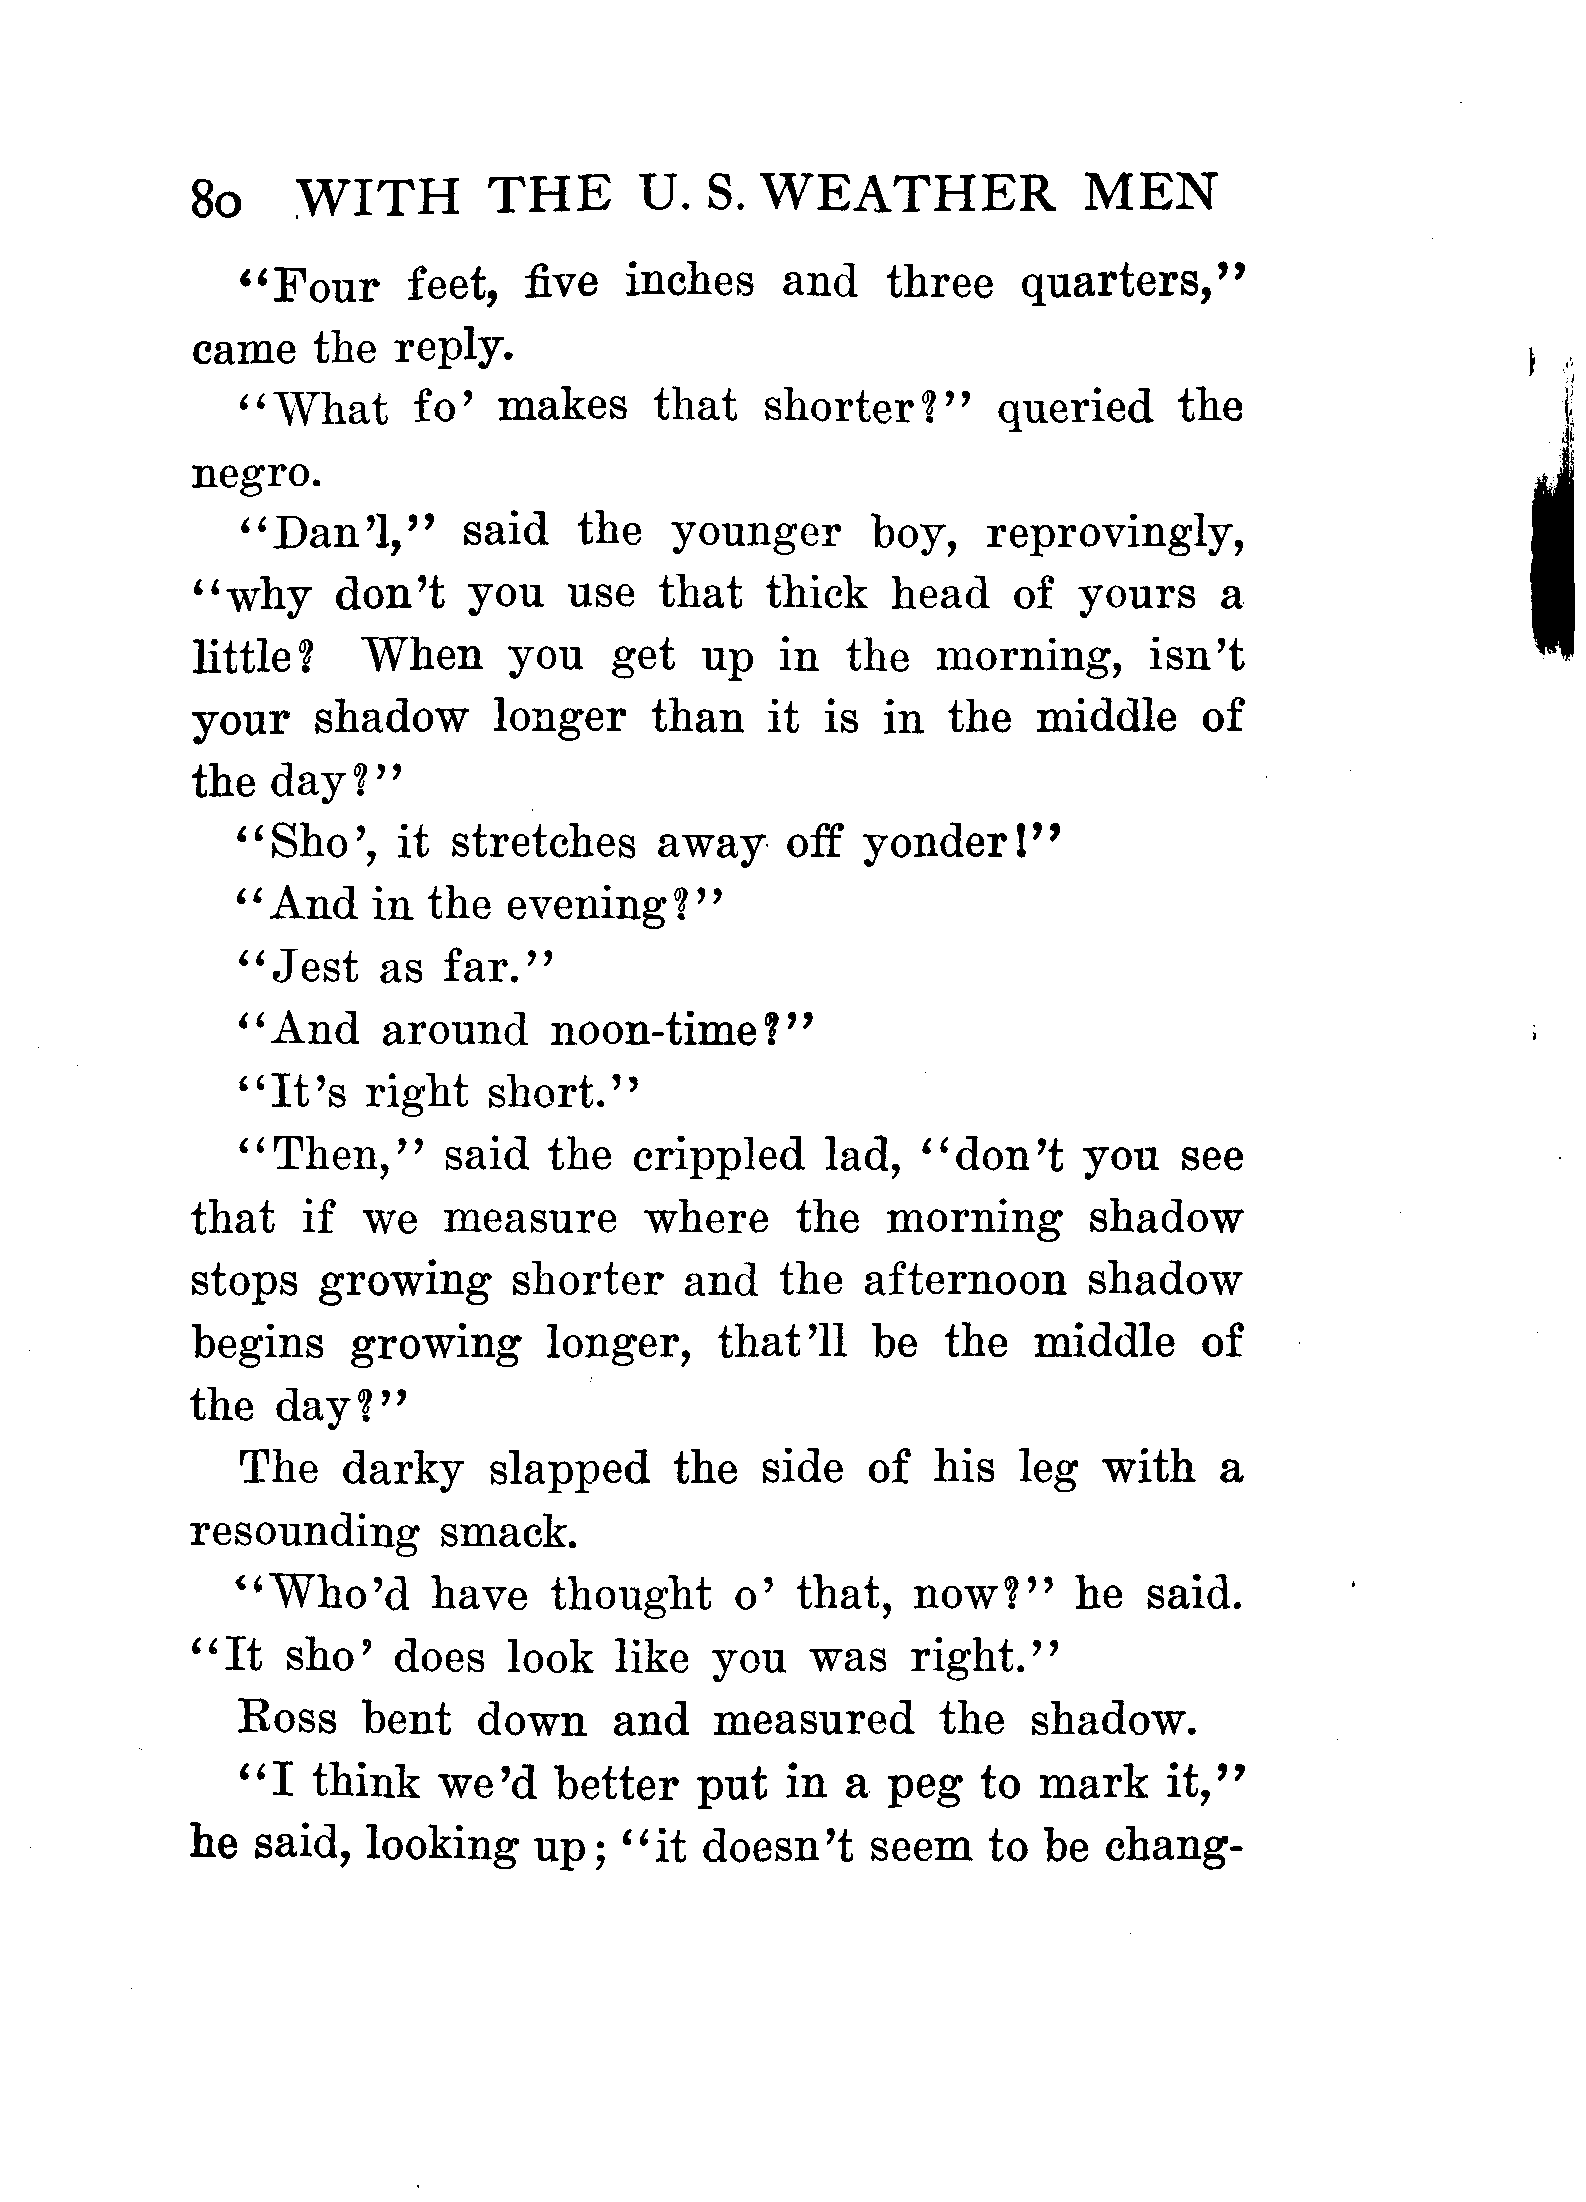 80 WITH THE U. S. WEATHER MEN
“Four feet, five inches and three quarters,”
came the reply.
“What fo’ makes that shorter?” queried the
negro.
“Dan’l,” said the younger boy, reprovingly,
“why don’t you use that thick head of yours a
little? When you get up in the morning, isn’t
your shadow longer than it is in the middle of
the day?”
“Sho’, it stretches away off yonder!”
“And in the evening?”
“Jest as far.”
“And around noon-time?”
“It’s right short.”
“Then,” said the crippled lad, “don’t you see
that if we measure where the morning shadow
stops growing shorter and the afternoon shadow
begins growing longer, that’ll be the middle of
the day?”
The darky slapped the side of his leg with a
resounding smack.
“Who’d have thought o’ that, now?” he said.
“It sho’ does look like you was right.”
Ross bent down and measured the shadow.
“I think we’d better put in a peg to mark it,”
he said, looking up; “it doesn’t seem to be chang-